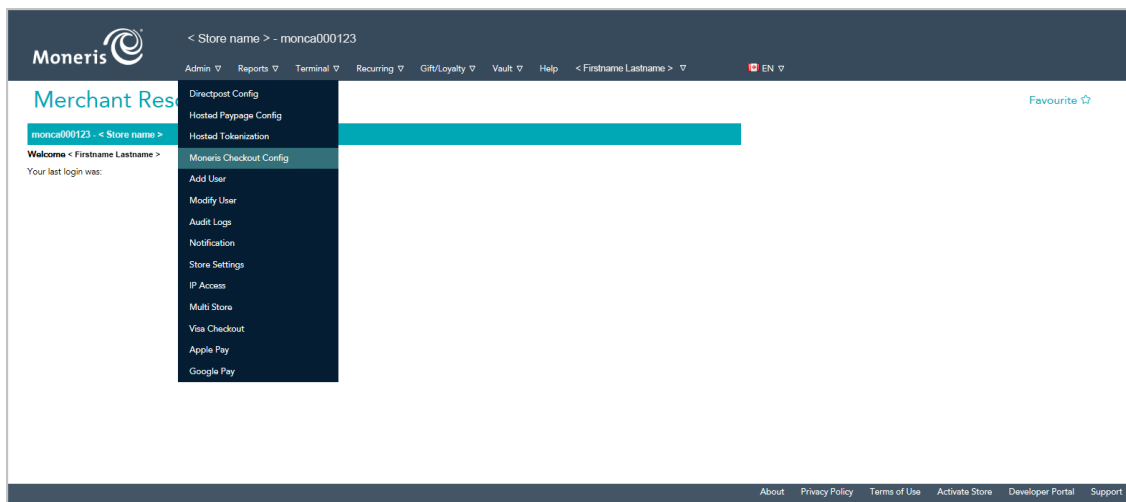 Moneris
< Store name > - monca000123
Admin ▽ Reports ▽ Terminal ▽ Recurring ▽ Gift/Loyalty ▽ Vault ▽ Help < Firstname Lastname > ▽ EN ▽
Merchant Res
Favourite ☆
monca000123 - < Store name >
Welcome < Firstname Lastname >
Your last login was:
Directpost Config
Hosted Paypage Config
Hosted Tokenization
Moneris Checkout Config
Add User
Modify User
Audit Logs
Notification
Store Settings
IP Access
Multi Store
Visa Checkout
Apple Pay
Google Pay
About Privacy Policy Terms of Use Activate Store Developer Portal Support